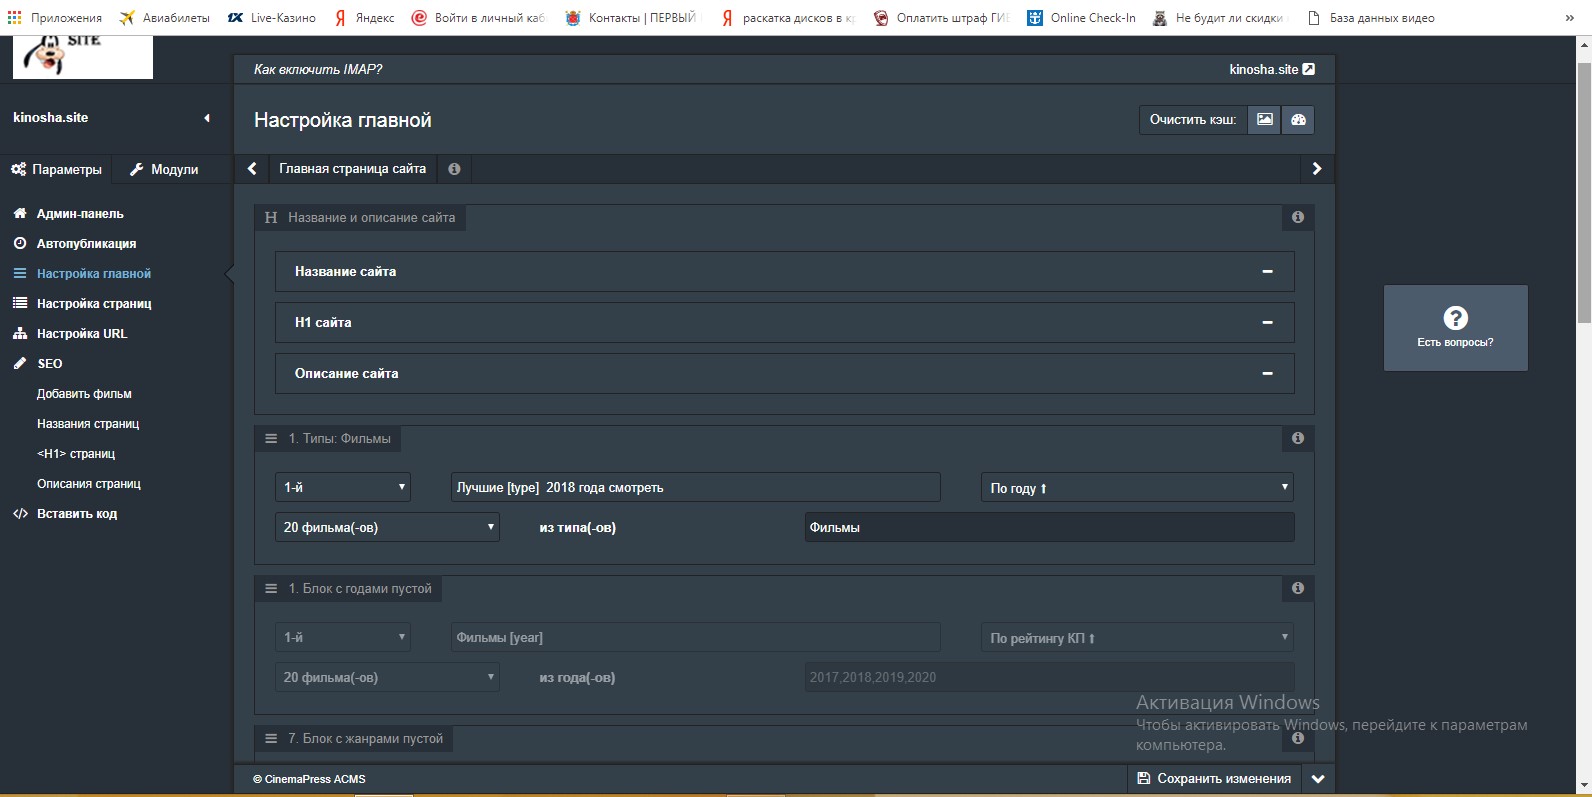 Приложения Авиабилеты Live-Казино Яндекс Войти в личный каб Контакты | ПЕРВЫЙ раскатка дисков в кр Оплатить штраф ГИБ Online Check-In Не будит ли скидки База данных видео »
SITE
Как включить IMAP? kinosha.site
kinosha.site
Настройка главной
Очистить кэш:
Параметры Модули
Главная страница сайта
Админ-панель
Автопубликация
Настройка главной
Настройка страниц
Настройка URL
SEO
Добавить фильм
Названия страниц
<H1> страниц
Описания страниц
</> Вставить код
H Название и описание сайта
Название сайта
H1 сайта
Описание сайта
1. Типы: Фильмы
1-й Лучшие [type] 2018 года смотреть По году ⬆
20 фильма(-ов) из типа(-ов) Фильмы
1. Блок с годами пустой
1-й Фильмы [year] По рейтингу КП ⬆
20 фильма(-ов) из года(-ов) 2017,2018,2019,2020
7. Блок с жанрами пустой
Есть вопросы?
Активация Windows
Чтобы активировать Windows, перейдите к параметрам
компьютера.
© CinemaPress ACMS
Сохранить изменения